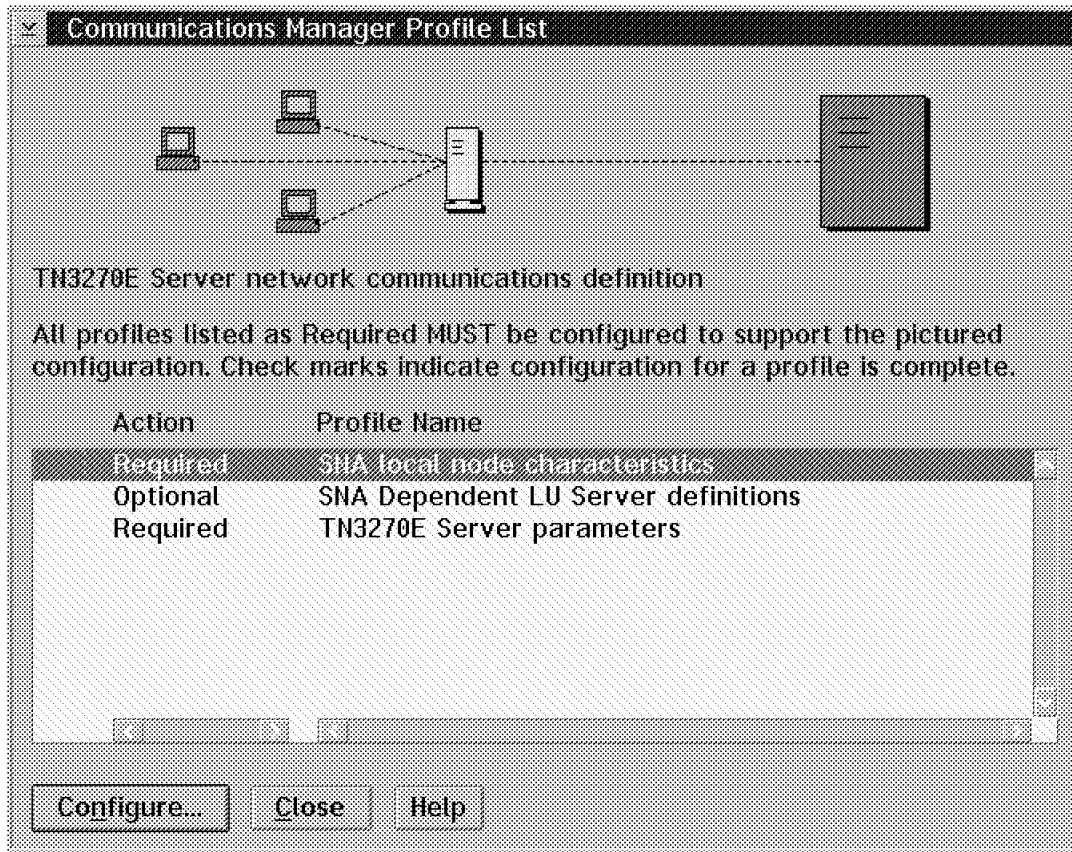 Communications Manager Profile List
TN3270E Server network communications definition
All profiles listed as Required MUST be configured to support the pictured
configuration. Check marks indicate configuration for a profile is complete.
Action Profile Name
Required SNA local node characteristics
Optional SNA Dependent LU Server definitions
Required TN3270E Server parameters
Configure... Close Help